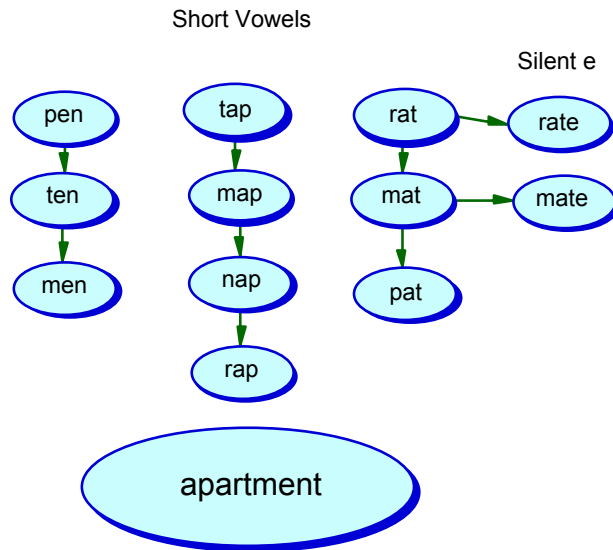 Short Vowels
Silent e
pen
tap
rat
rate
ten
map
mat
mate
men
nap
pat
rap
apartment